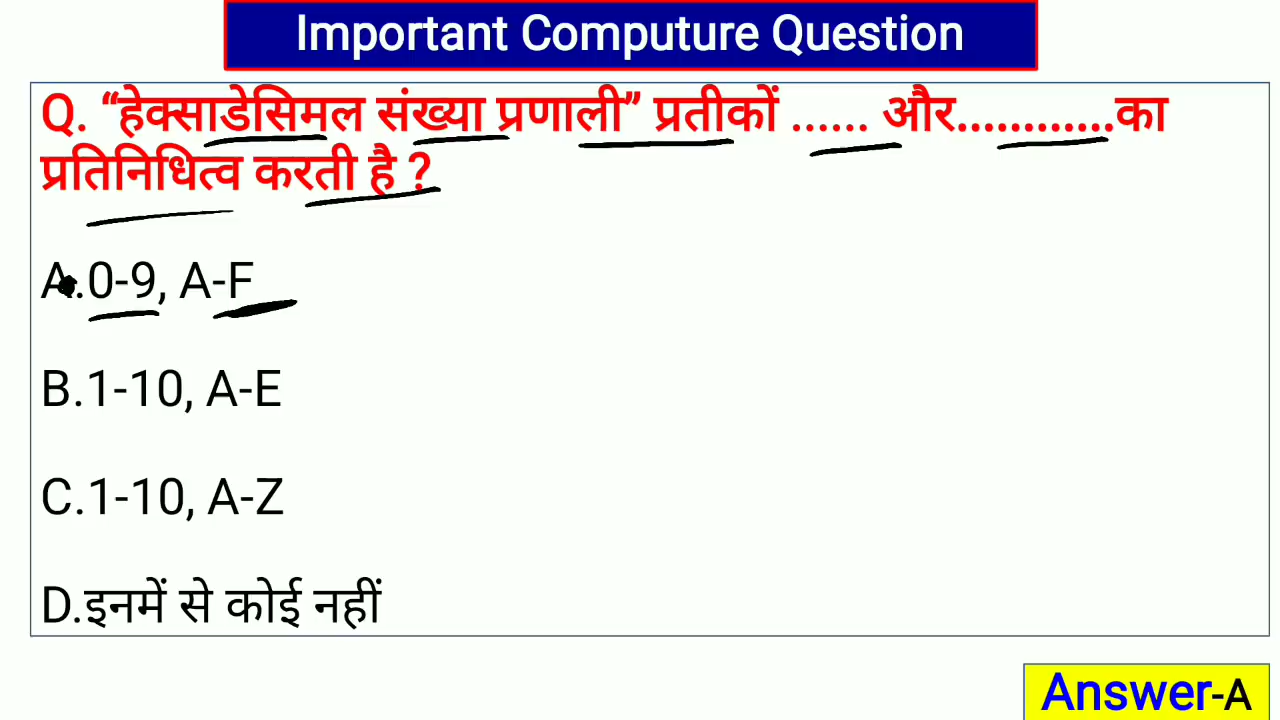 Important Computure Question
Q. “हेक्साडेसिमल संख्या प्रणाली” प्रतीकों ...... और............का
प्रतिनिधित्व करती है ?
A.0-9, A-F
B.1-10, A-E
C.1-10, A-Z
D.इनमें से कोई नहीं
Answer-A